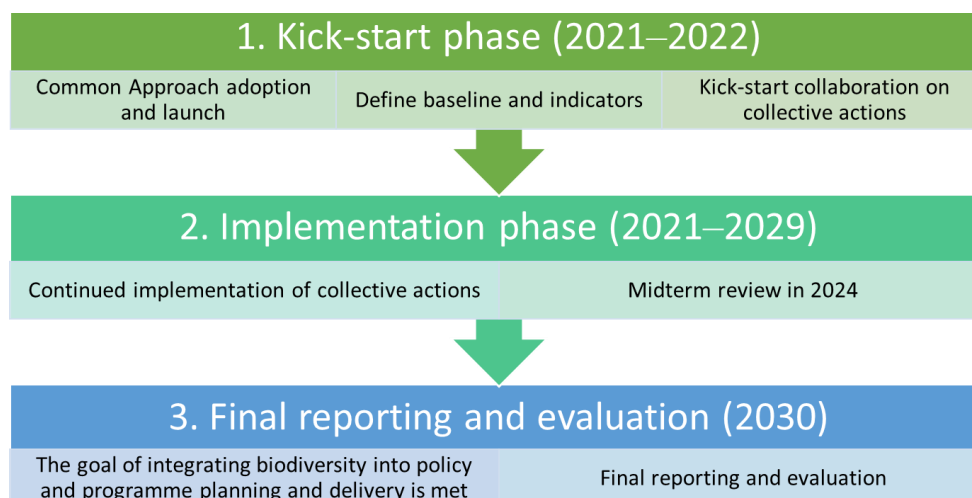 1. Kick-start phase (2021–2022)
Common Approach adoption
and launch
Define baseline and indicators
Kick-start collaboration on
collective actions
2. Implementation phase (2021–2029)
Continued implementation of collective actions
Midterm review in 2024
3. Final reporting and evaluation (2030)
The goal of integrating biodiversity into policy
and programme planning and delivery is met
Final reporting and evaluation